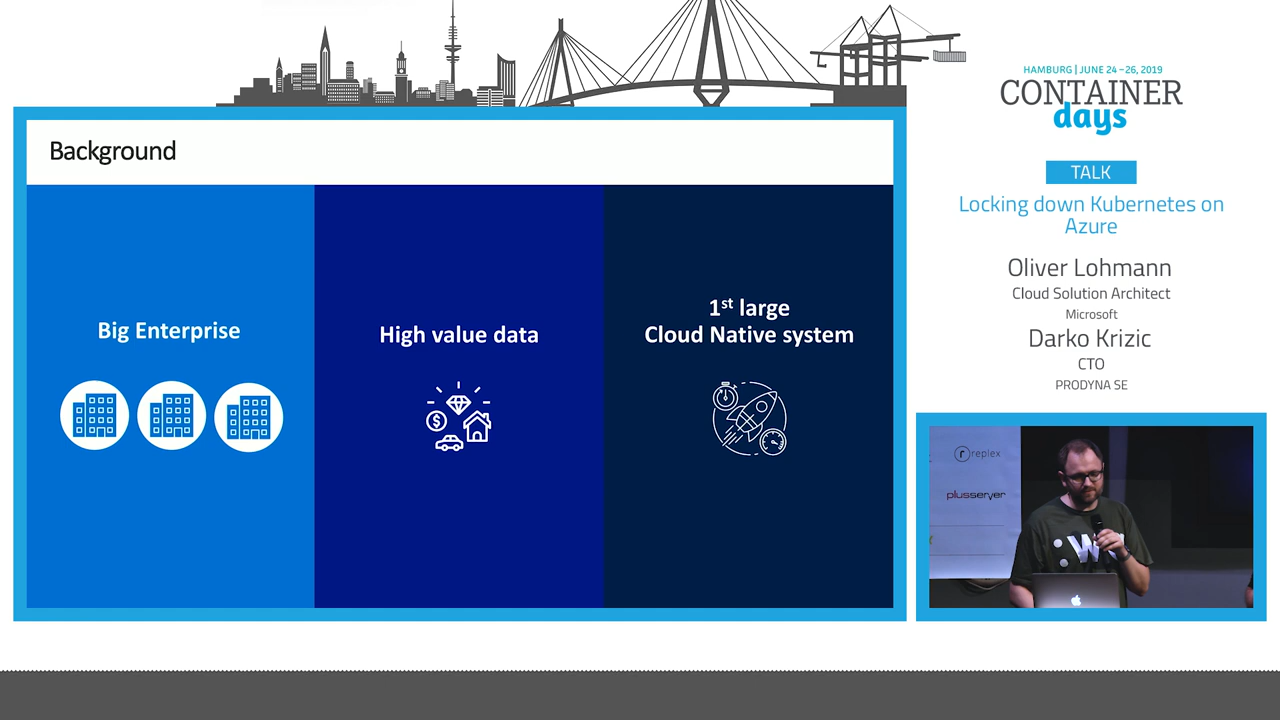 HAMBURG | JUNE 24 – 26, 2019
CONTAINER
days
TALK
Locking down Kubernetes on
Azure
Oliver Lohmann
Cloud Solution Architect
Microsoft
Darko Krizic
CTO
PRODYNA SE
Background
Big Enterprise
High value data
1st large
Cloud Native system
$
r replex
plusserver
:W